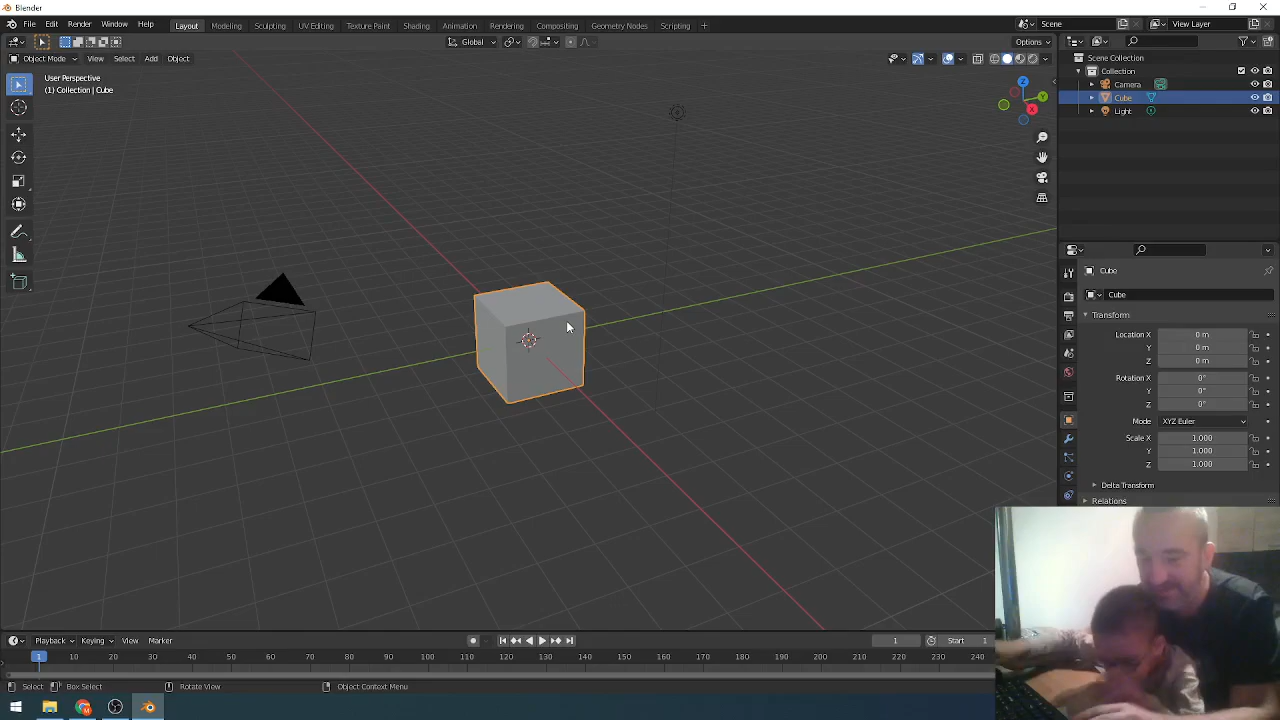 Blender
File Edit Render Window Help Layout Modeling Sculpting UV Editing Texture Paint Shading Animation Rendering Compositing Geometry Nodes Scripting + Scene View Layer
Global Options
Object Mode View Select Add Object
User Perspective
(1) Collection | Cube
Z
Y
X
Scene Collection
Collection
Camera
Cube
Light
Cube
Cube
Transform
Location X 0 m
Y 0 m
Z 0 m
Rotation X 0°
Y 0°
Z 0°
Mode XYZ Euler
Scale X 1.000
Y 1.000
Z 1.000
Delta Transform
Relations
Playback Keying View Marker 1 Start 1
1 10 20 30 40 50 60 70 80 90 100 110 120 130 140 150 160 170 180 190 200 210 220 230 240
Select Box Select Rotate View Object Context Menu